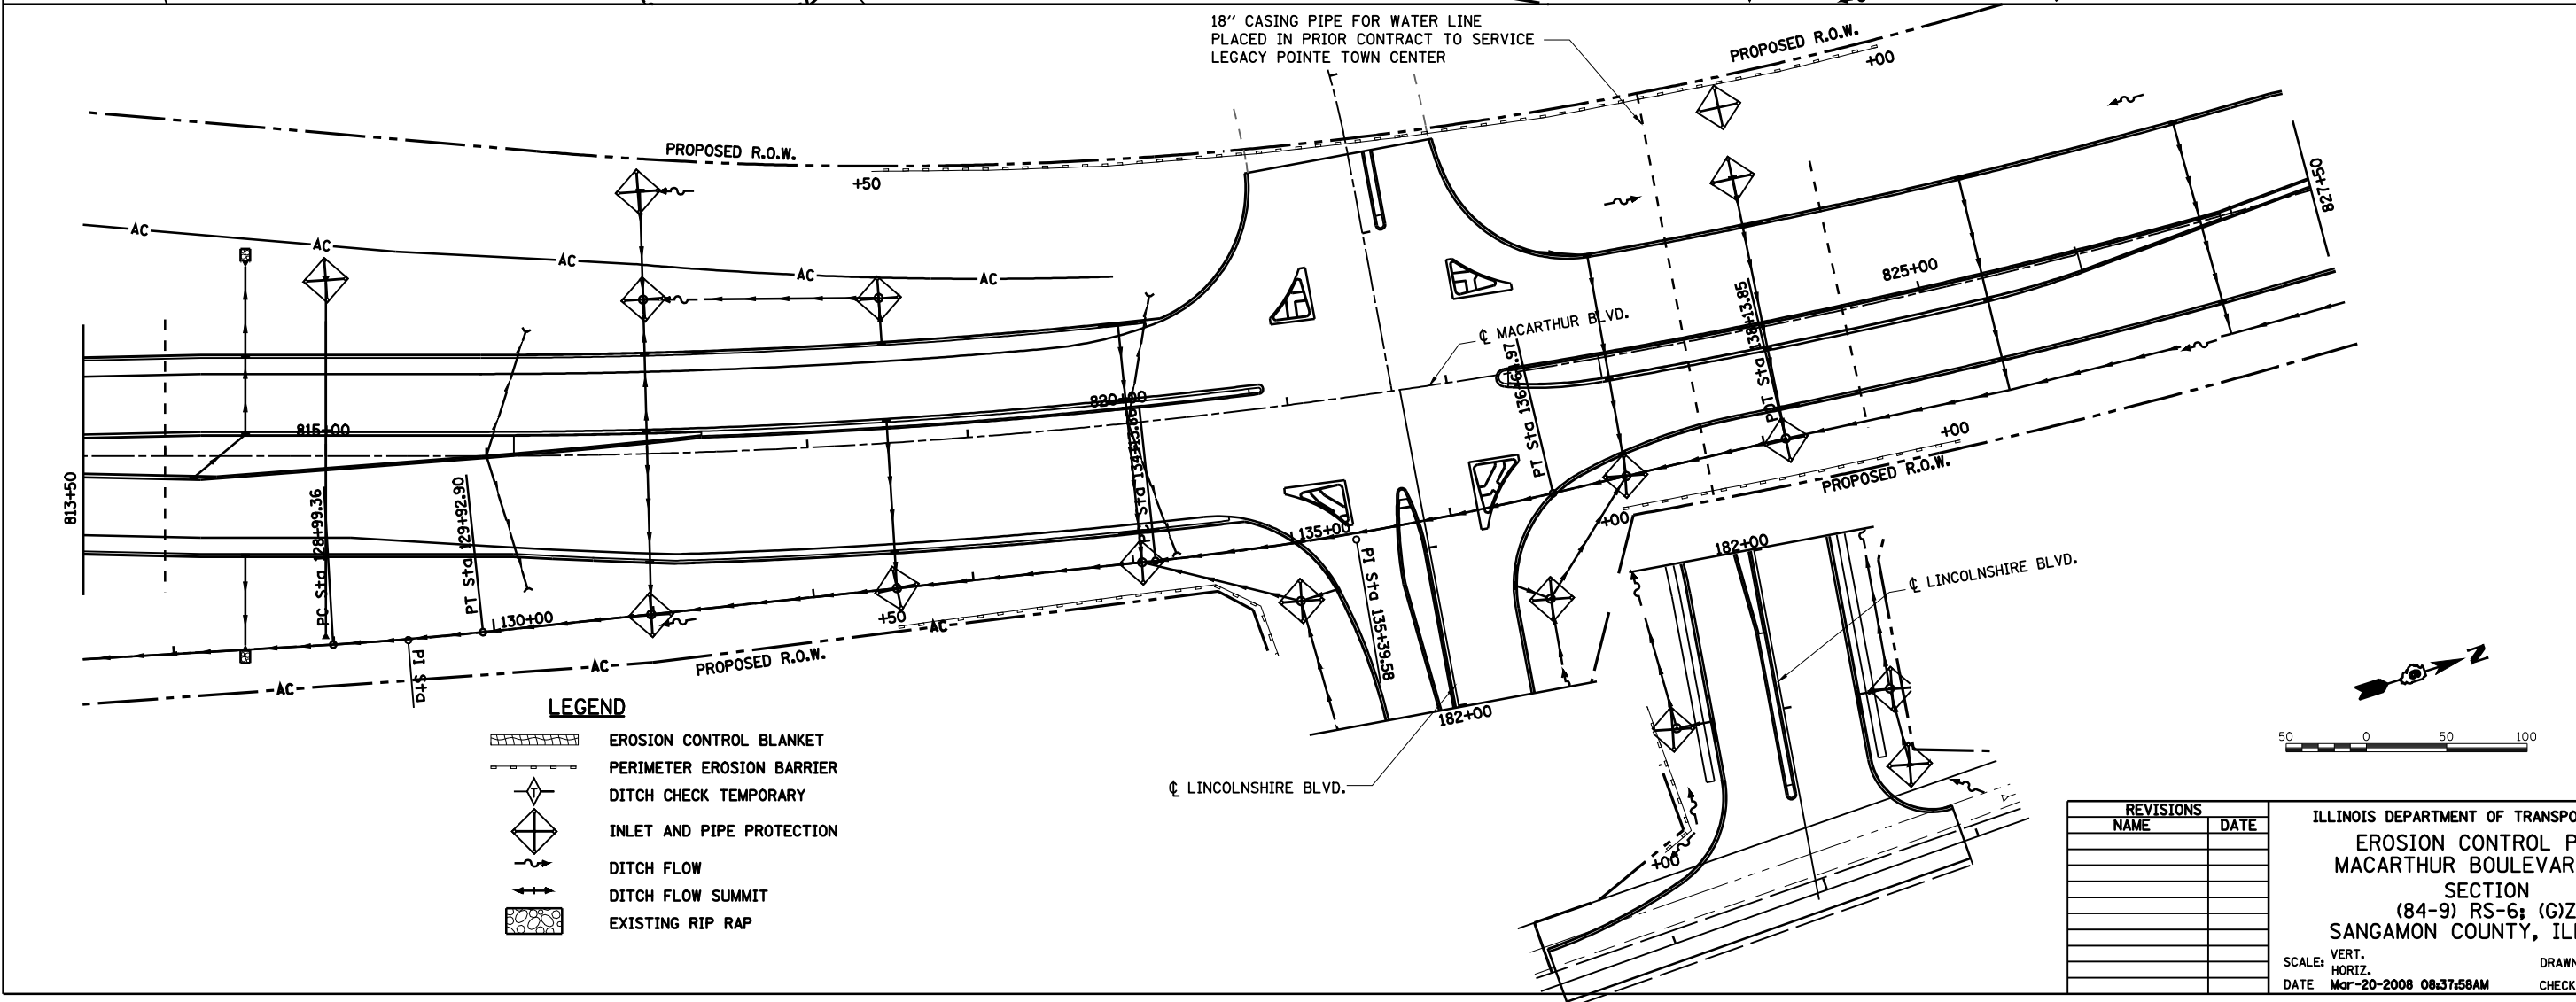 18" CASING PIPE FOR WATER LINE
PLACED IN PRIOR CONTRACT TO SERVICE
LEGACY POINTE TOWN CENTER
PROPOSED R.O.W.
+00
PROPOSED R.O.W.
+50
AC
AC
AC
AC
AC
827+50
825+00
℄ MACARTHUR BLVD.
POT Sta 138+13.85
PT Sta 136+
.97
820+00
815+00
813+50
PC Sta 128+99.36
PT Sta 129+92.90
Sta 134+
135+00
PI Sta 135+39.58
130+00
PI Sta
+50
AC
AC
AC
PROPOSED R.O.W.
+00
PROPOSED R.O.W.
+00
182+00
℄ LINCOLNSHIRE BLVD.
182+00
℄ LINCOLNSHIRE BLVD.
+00
N
50 0 50 100
LEGEND
EROSION CONTROL BLANKET
PERIMETER EROSION BARRIER
T
DITCH CHECK TEMPORARY
INLET AND PIPE PROTECTION
DITCH FLOW
DITCH FLOW SUMMIT
EXISTING RIP RAP
REVISIONS
NAME DATE
ILLINOIS DEPARTMENT OF TRANSPO
EROSION CONTROL P
MACARTHUR BOULEVAR
SECTION
(84-9) RS-6; (G)Z
SANGAMON COUNTY, ILL
SCALE: VERT.
HORIZ.
DRAWN
DATE Mar-20-2008 08:37:58AM
CHECK